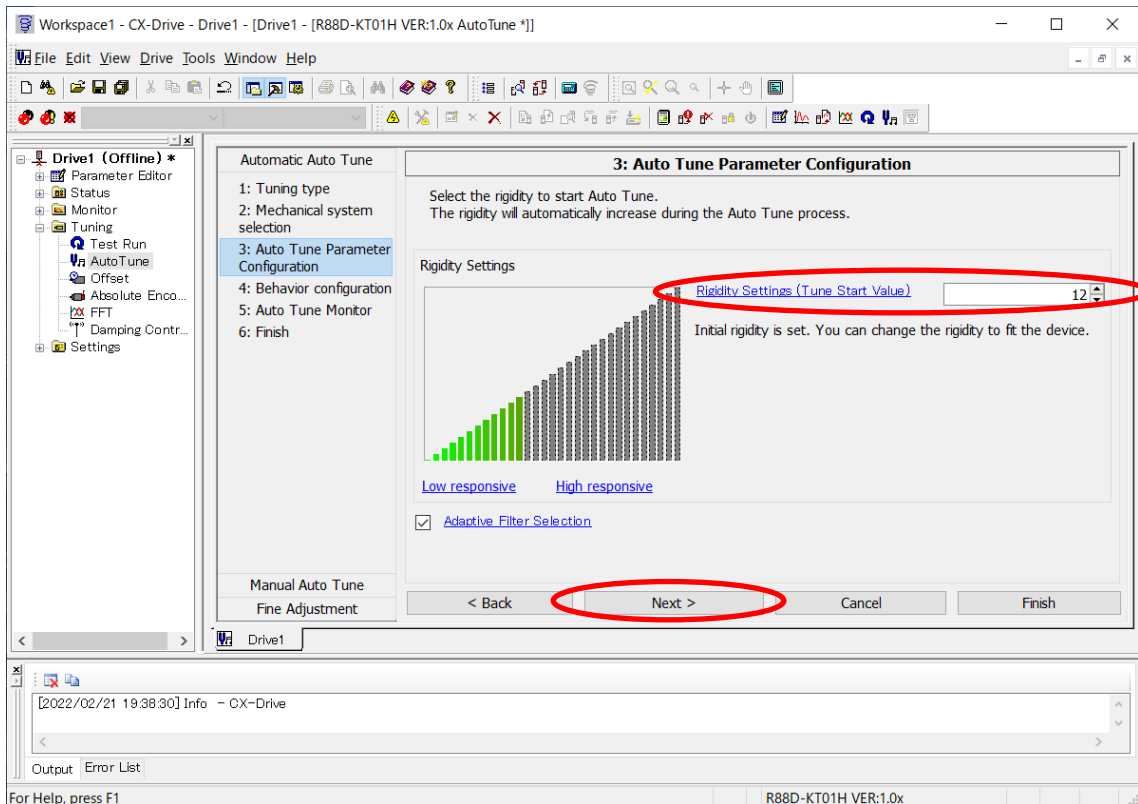 Workspace1 - CX-Drive - Drive1 - [Drive1 - [R88D-KT01H VER:1.0x AutoTune *]]
File Edit View Drive Tools Window Help
Drive1 (Offline) *
Parameter Editor
Status
Monitor
Tuning
Test Run
AutoTune
Offset
Absolute Enco...
FFT
Damping Contr...
Settings
Automatic Auto Tune
1: Tuning type
2: Mechanical system
selection
3: Auto Tune Parameter
Configuration
4: Behavior configuration
5: Auto Tune Monitor
6: Finish
Manual Auto Tune
Fine Adjustment
3: Auto Tune Parameter Configuration
Select the rigidity to start Auto Tune.
The rigidity will automatically increase during the Auto Tune process.
Rigidity Settings
Rigidity Settings (Tune Start Value) 12
Initial rigidity is set. You can change the rigidity to fit the device.
Low responsive High responsive
Adaptive Filter Selection
< Back Next > Cancel Finish
Drive1
[2022/02/21 19:38:30] Info - CX-Drive
Output Error List
For Help, press F1 R88D-KT01H VER:1.0x